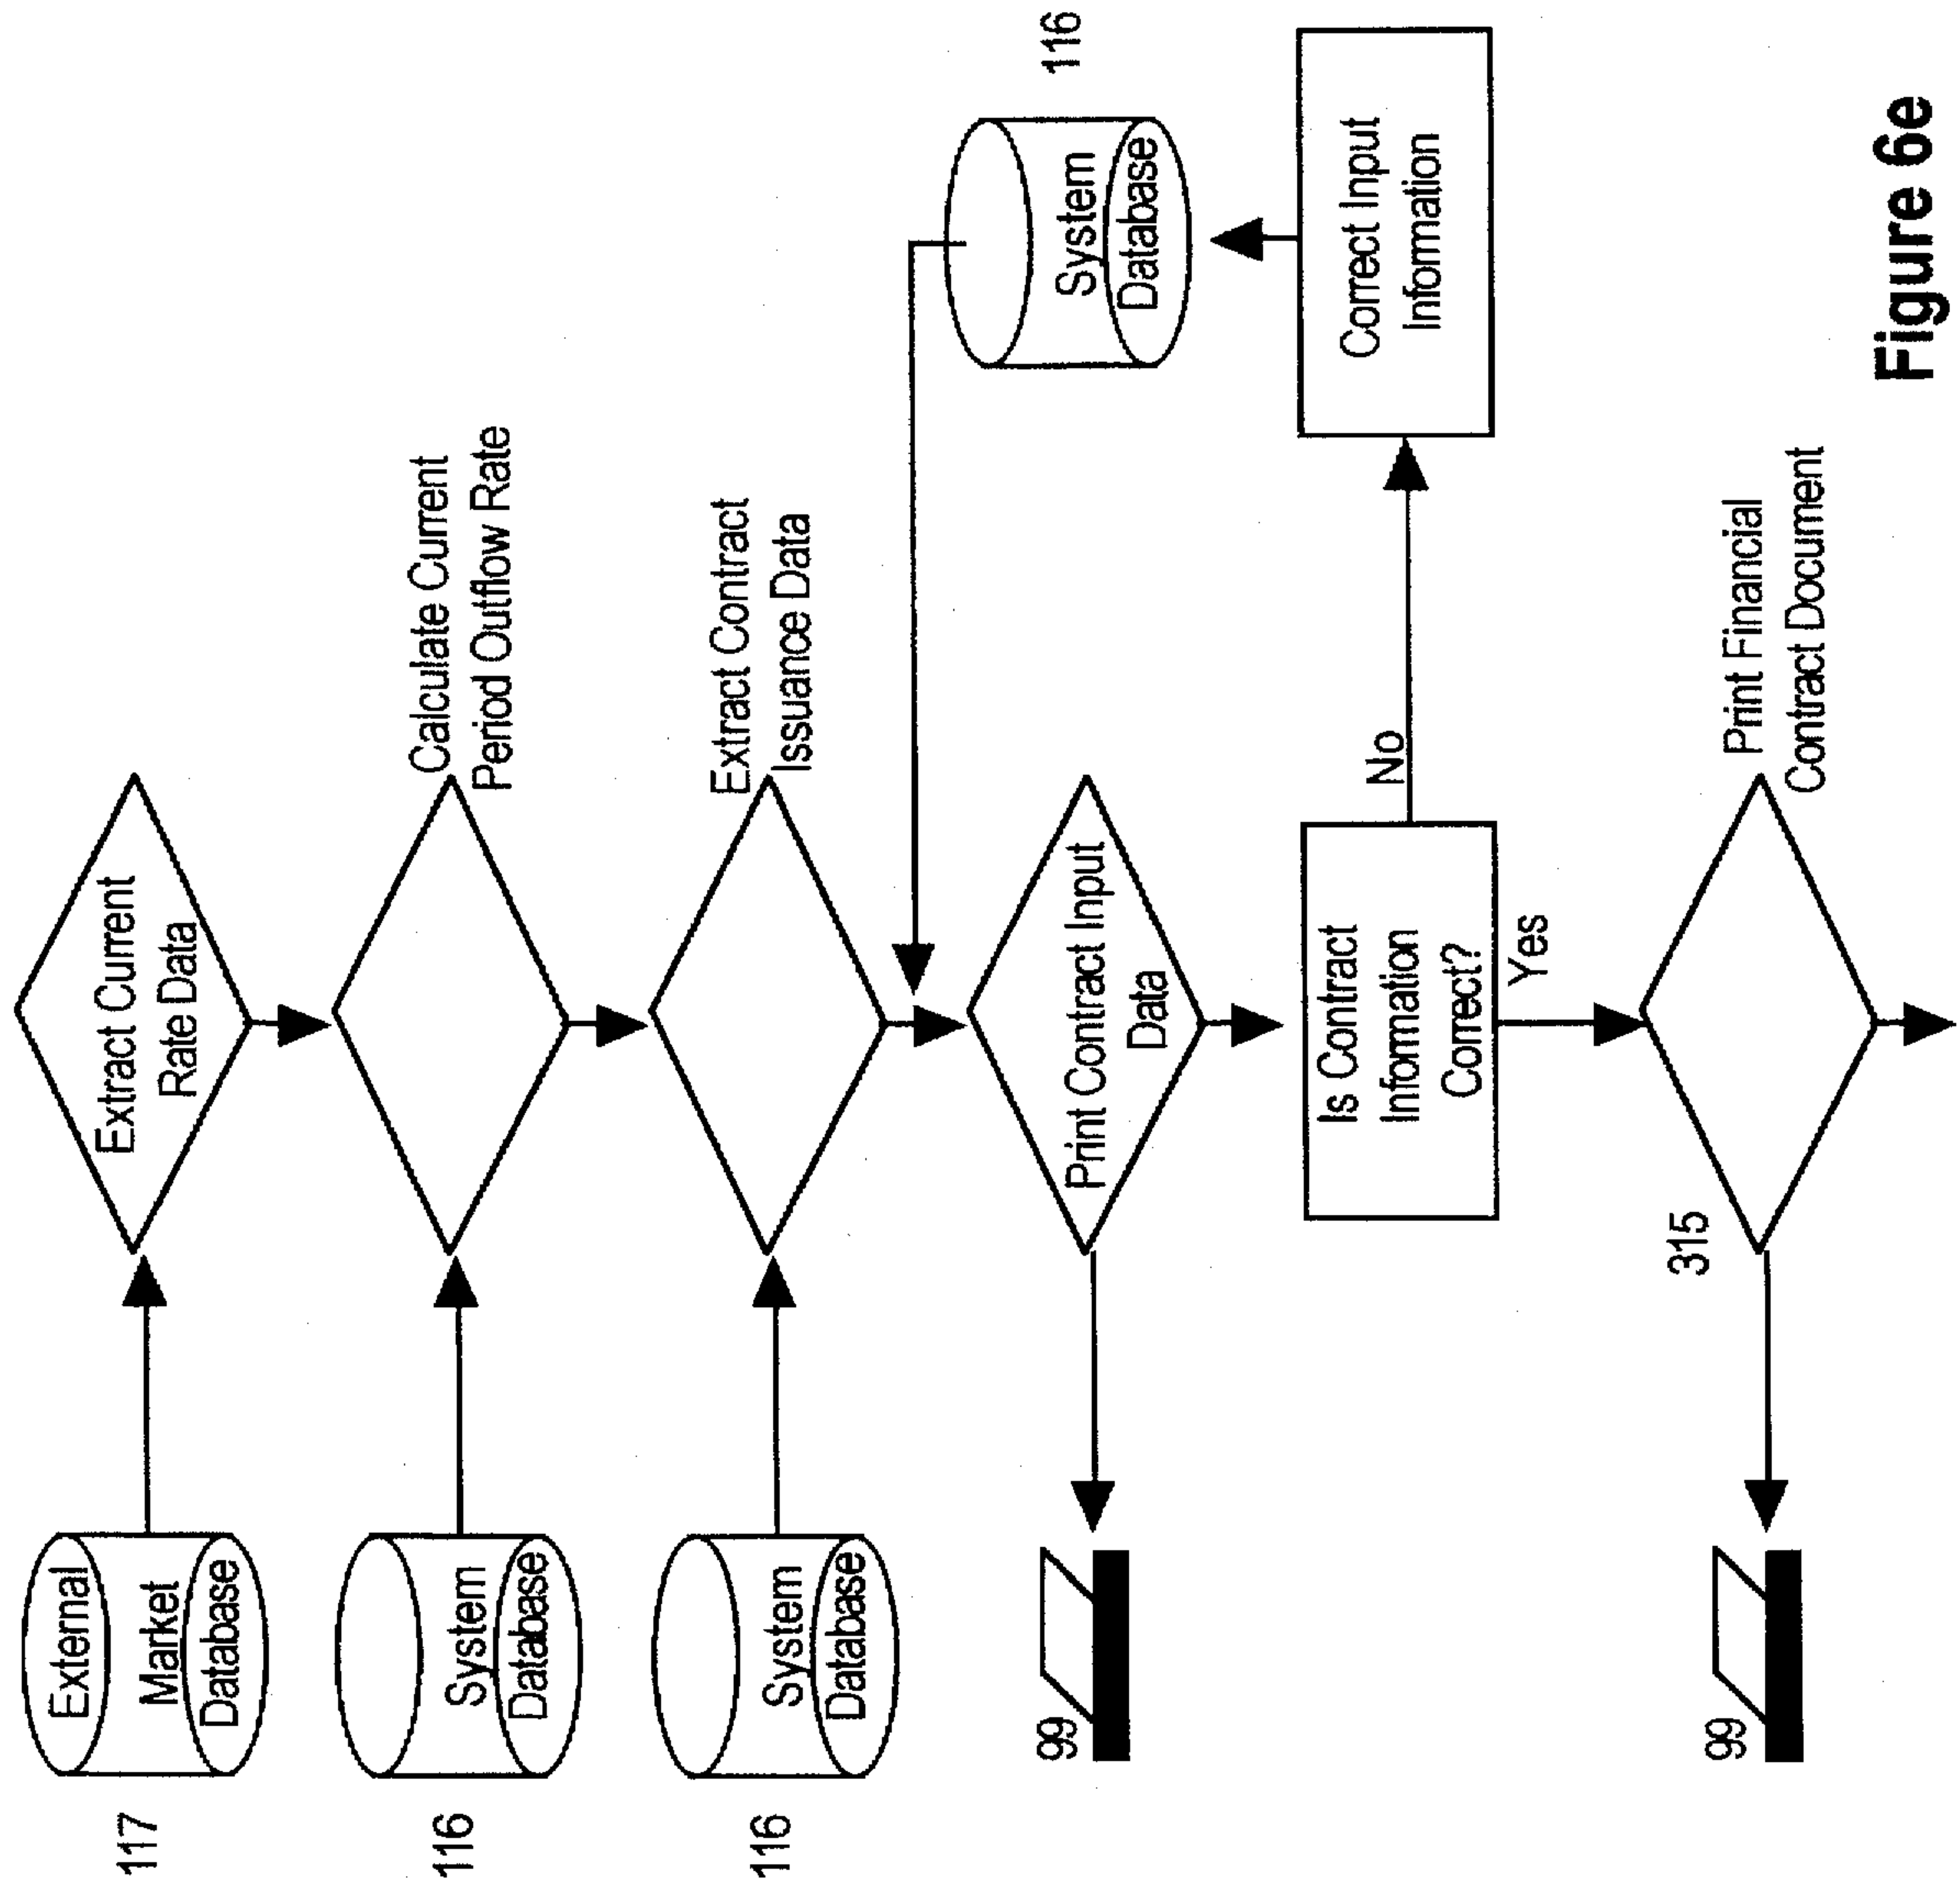 117
External
Market
Database
Extract Current
Rate Data
116
System
Database
Calculate Current
Period Outflow Rate
116
System
Database
Extract Contract
Issuance Data
System
Database
116
99
Print Contract Input
Data
Is Contract
Information
Correct?
No
Yes
Correct Input
Information
99
315
Print Financial
Contract Document
Figure 6e